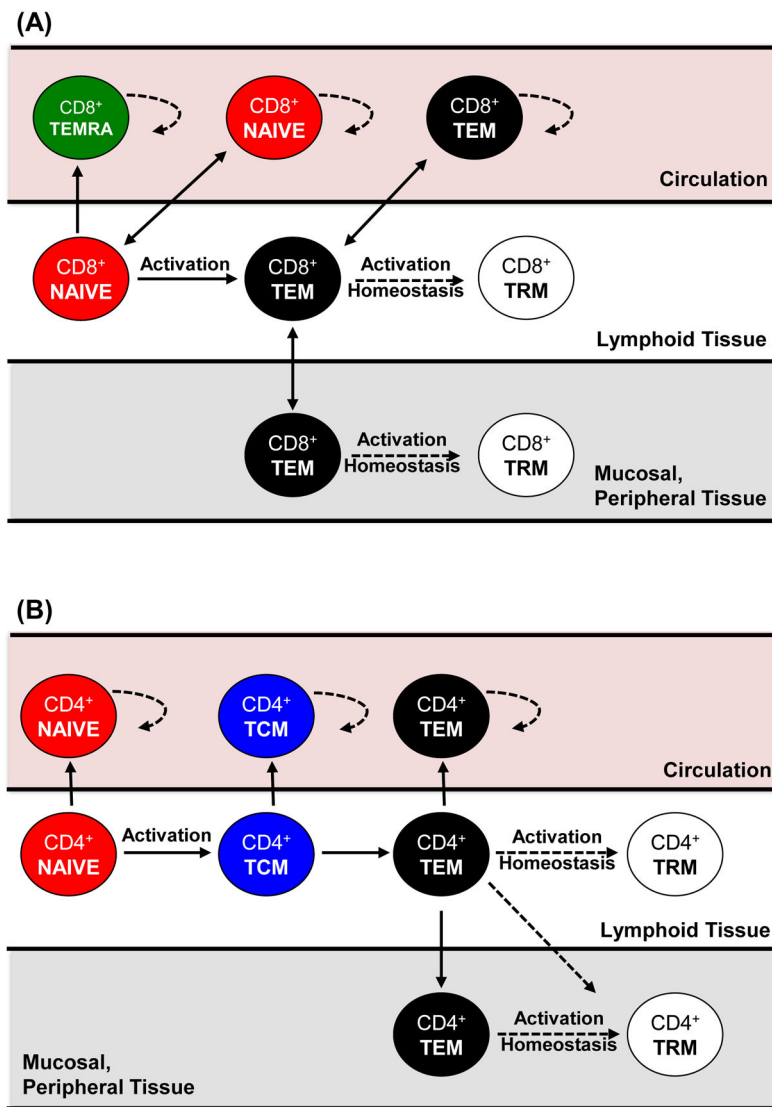 (A)
CD8+
TEMRA
CD8+
NAIVE
CD8+
TEM
Circulation
CD8+
NAIVE
Activation
CD8+
TEM
Activation
Homeostasis
CD8+
TRM
Lymphoid Tissue
CD8+
TEM
Activation
Homeostasis
CD8+
TRM
Mucosal,
Peripheral Tissue
(B)
CD4+
NAIVE
CD4+
TCM
CD4+
TEM
Circulation
CD4+
NAIVE
Activation
CD4+
TCM
CD4+
TEM
Activation
Homeostasis
CD4+
TRM
Lymphoid Tissue
CD4+
TEM
Activation
Homeostasis
CD4+
TRM
Mucosal,
Peripheral Tissue